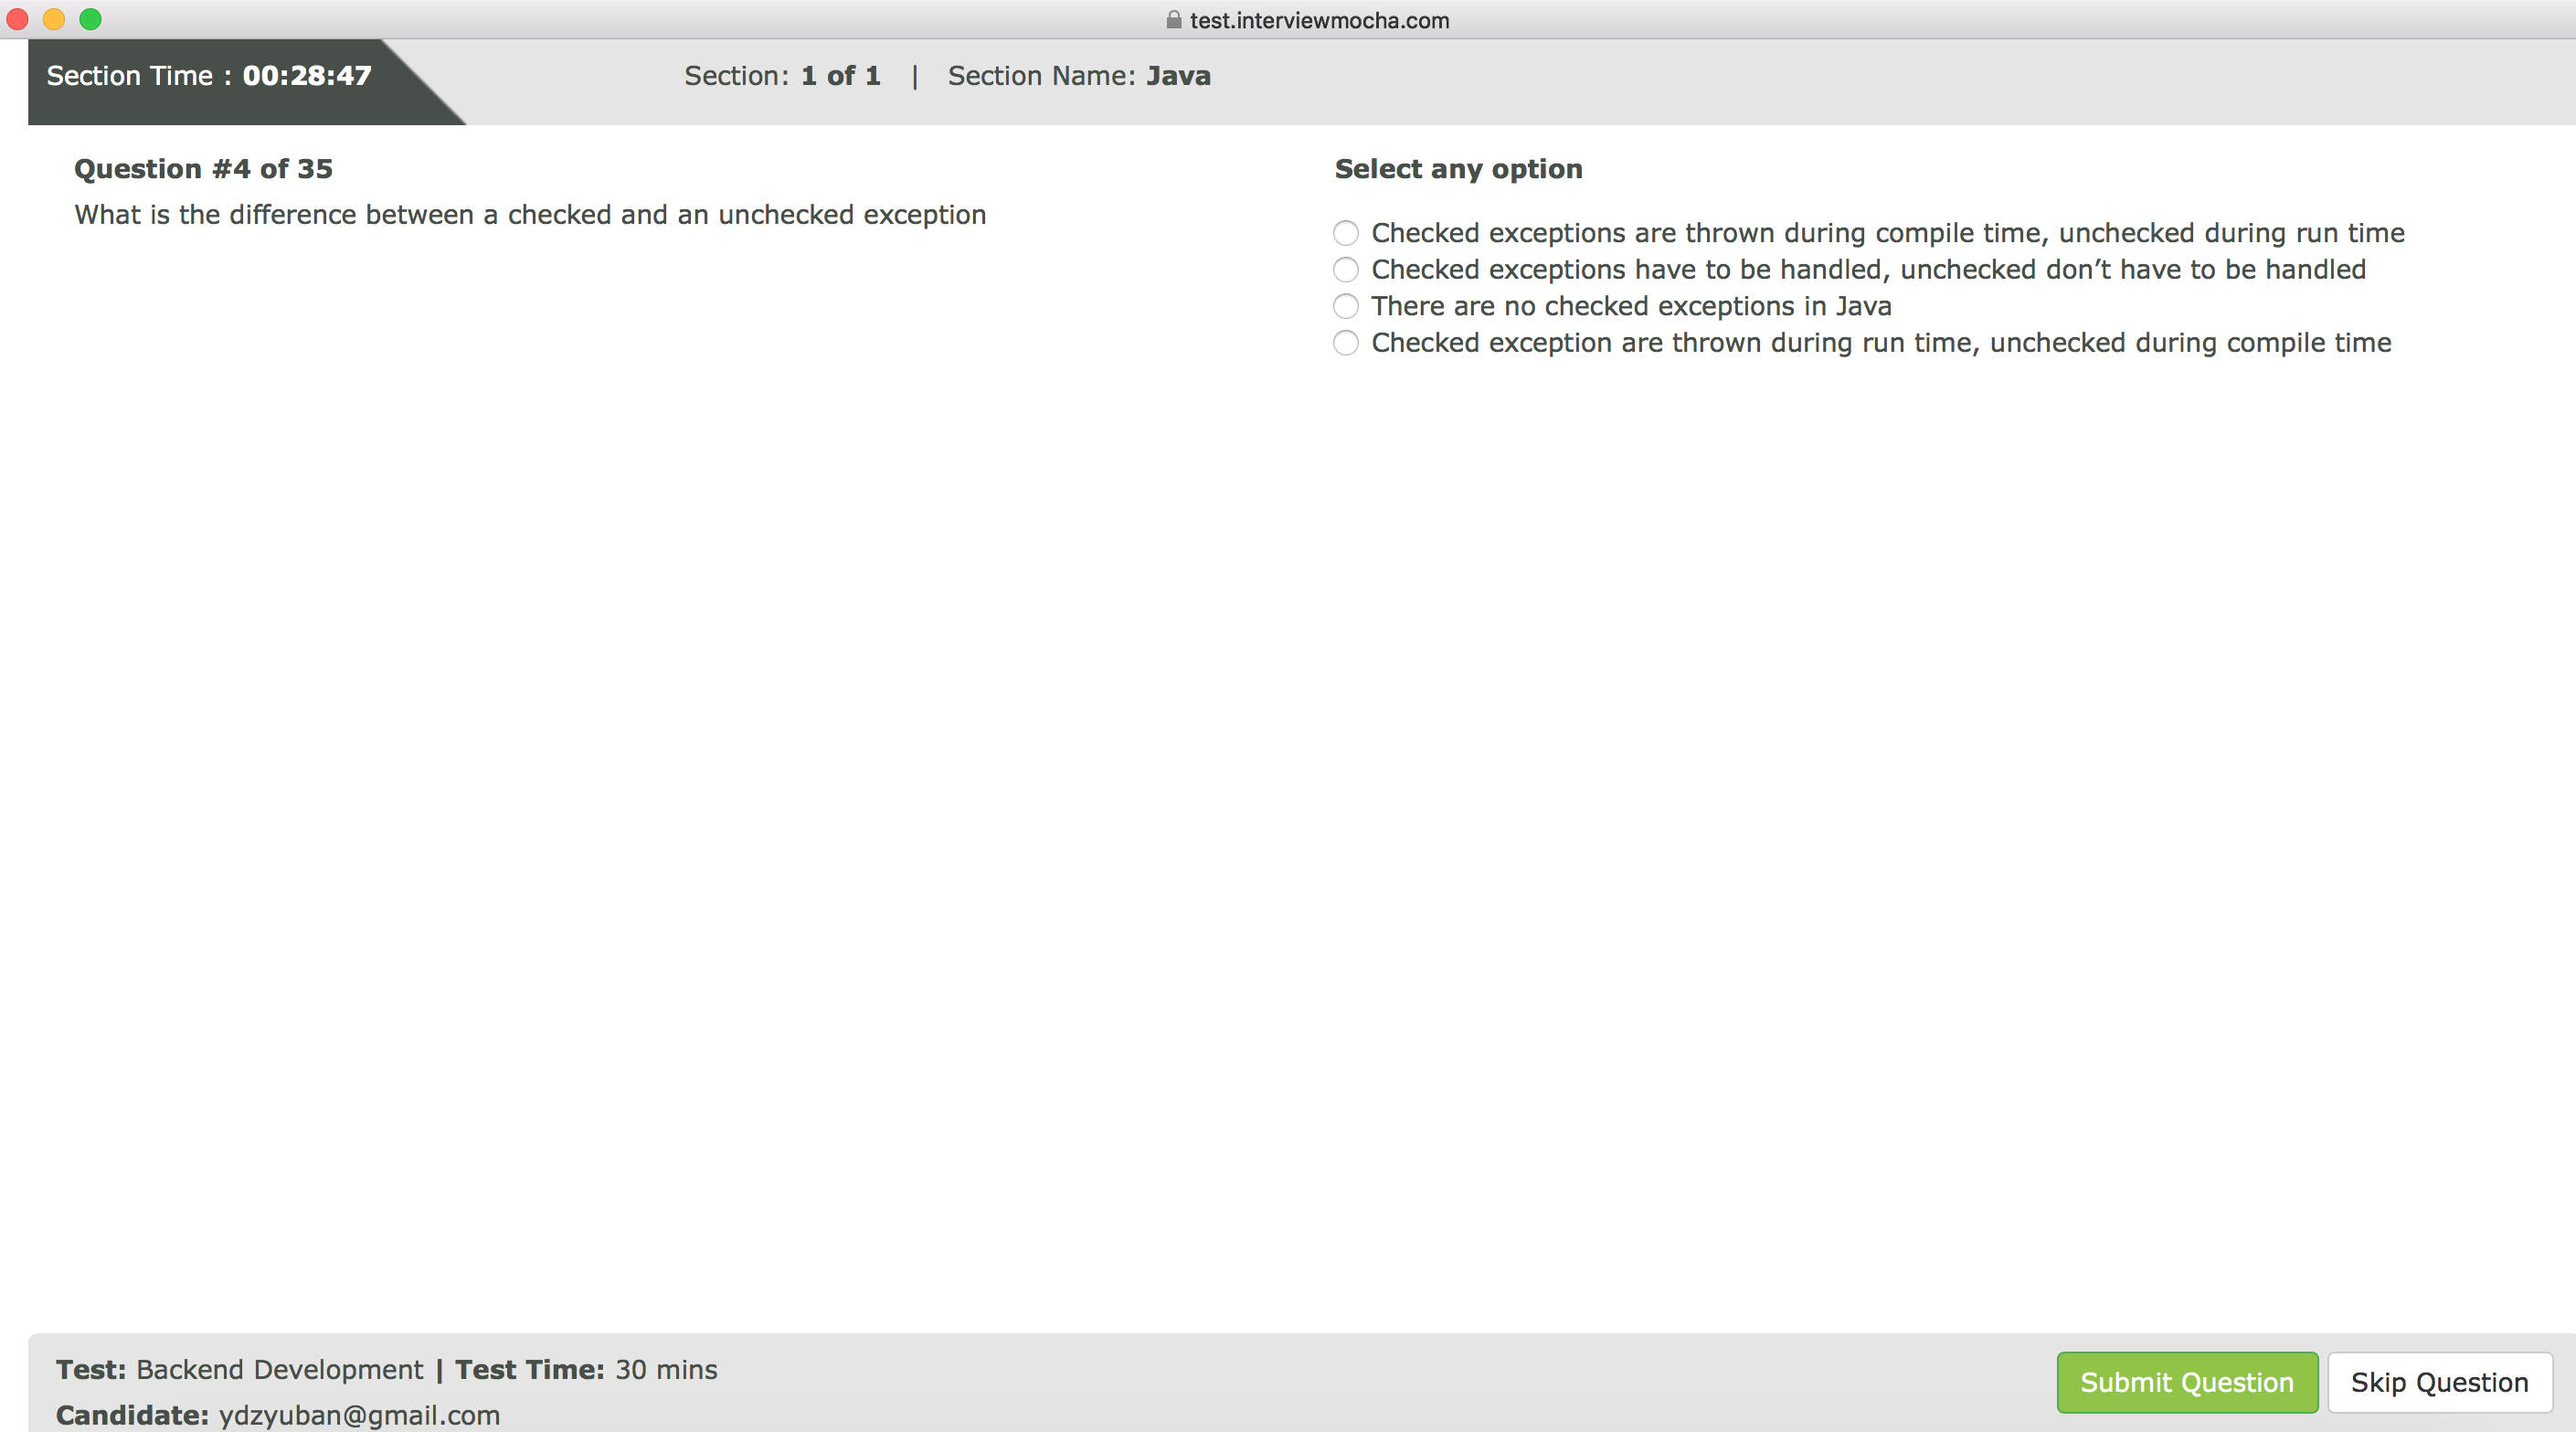 test.interviewmocha.com
Section Time : 00:28:47
Section: 1 of 1 | Section Name: Java
Question #4 of 35
What is the difference between a checked and an unchecked exception
Select any option
Checked exceptions are thrown during compile time, unchecked during run time
Checked exceptions have to be handled, unchecked don’t have to be handled
There are no checked exceptions in Java
Checked exception are thrown during run time, unchecked during compile time
Test: Backend Development | Test Time: 30 mins
Candidate: ydzyuban@gmail.com
Submit Question
Skip Question